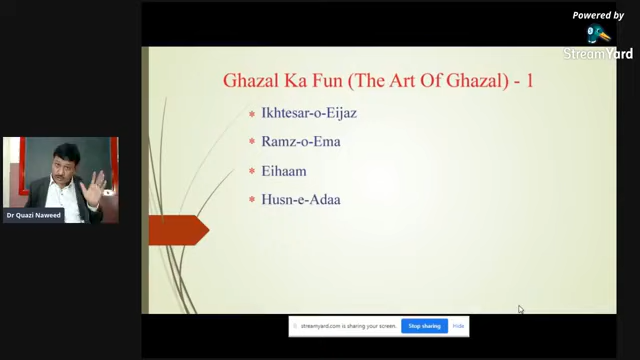 Powered by
StreamYard
Ghazal Ka Fun (The Art Of Ghazal) - 1
* Ikhtesar-o-Eijaz
* Ramz-o-Ema
* Eihaam
* Husn-e-Adaa
Dr Quazi Naweed
streamyard.com is sharing your screen.
Stop sharing
Hide